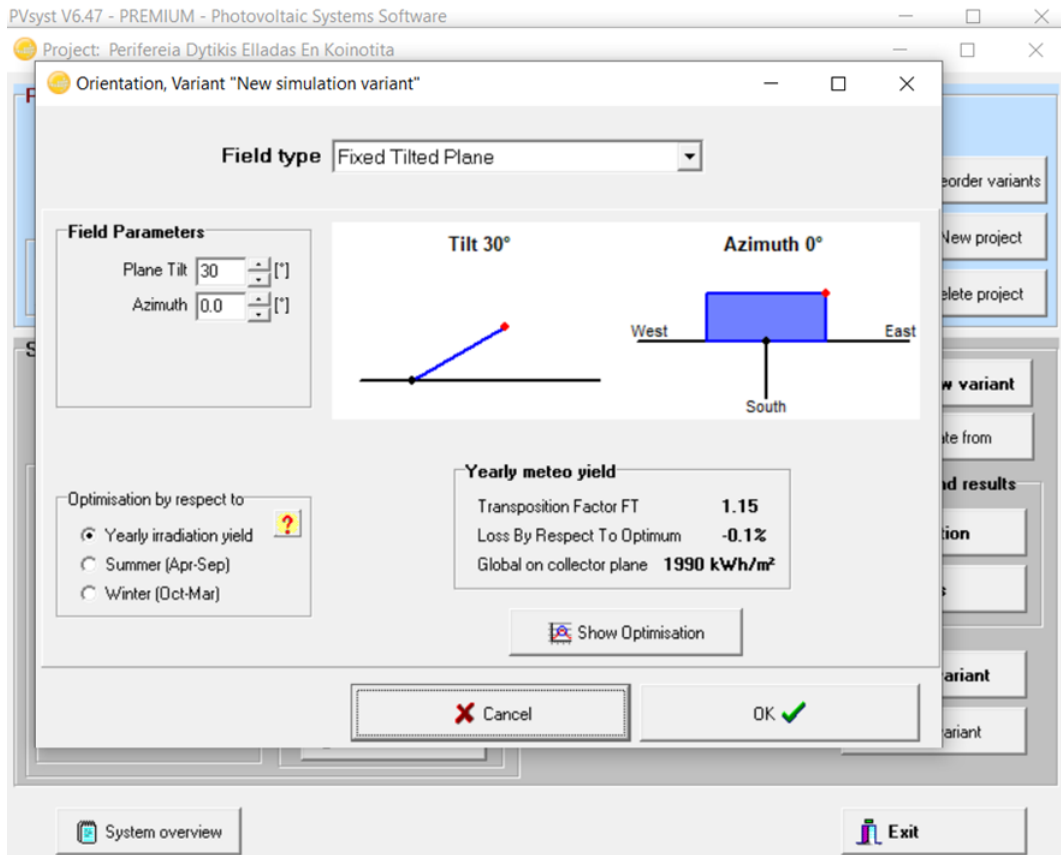 PVsyst V6.47 - PREMIUM - Photovoltaic Systems Software
Project: Perifereia Dytikis Elladas En Koinotita
Orientation, Variant "New simulation variant"
Field type Fixed Tilted Plane
Field Parameters
Plane Tilt 30 [°]
Azimuth 0.0 [°]
Tilt 30°
Azimuth 0°
West
East
South
Optimisation by respect to
Yearly irradiation yield ?
Summer (Apr-Sep)
Winter (Oct-Mar)
Yearly meteo yield
Transposition Factor FT 1.15
Loss By Respect To Optimum -0.1%
Global on collector plane 1990 kWh/m²
Show Optimisation
Cancel
OK
eorder variants
New project
elete project
variant
from
results
ariant
ariant
System overview
Exit